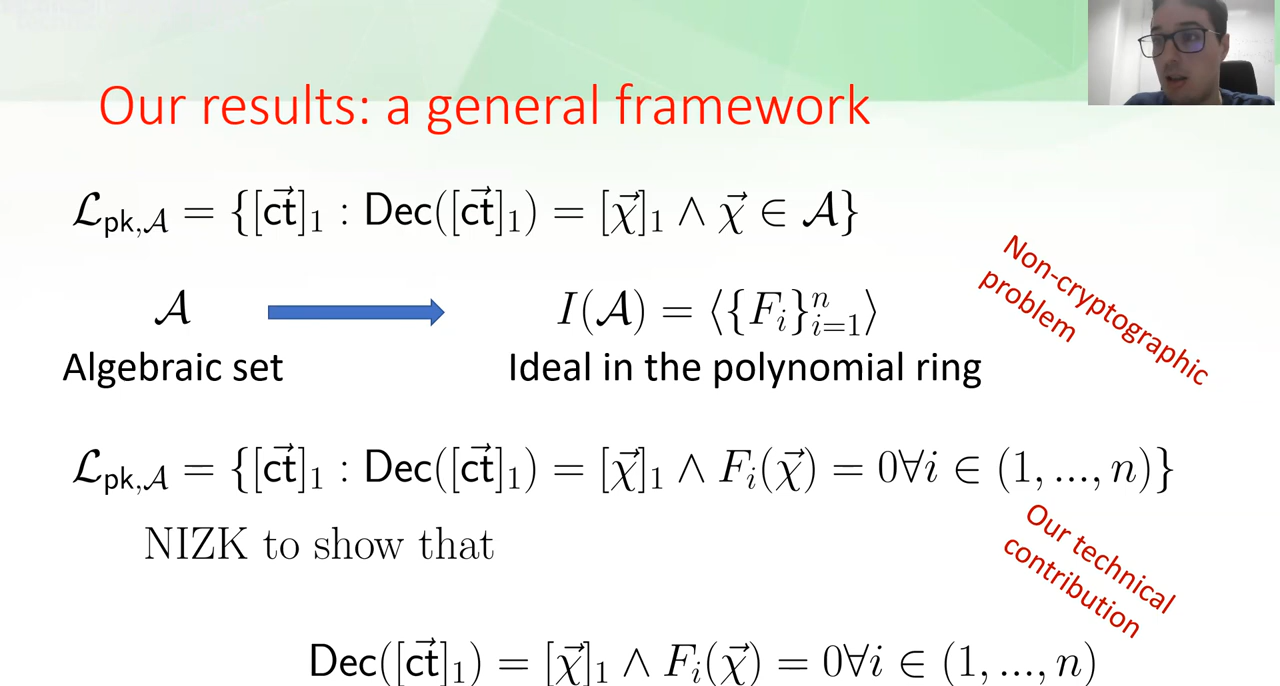 Our results: a general framework
ℒ_{pk,𝒜} = {[c⃗t]₁ : Dec([c⃗t]₁) = [χ⃗]₁ ∧ χ⃗ ∈ 𝒜}
Non-cryptographic
problem
𝒜 I(𝒜) = ⟨{F_i}_{i=1}^n⟩
Algebraic set Ideal in the polynomial ring
ℒ_{pk,𝒜} = {[c⃗t]₁ : Dec([c⃗t]₁) = [χ⃗]₁ ∧ F_i(χ⃗) = 0∀i ∈ (1, ..., n)}
NIZK to show that
Our technical
contribution
Dec([c⃗t]₁) = [χ⃗]₁ ∧ F_i(χ⃗) = 0∀i ∈ (1, ..., n)